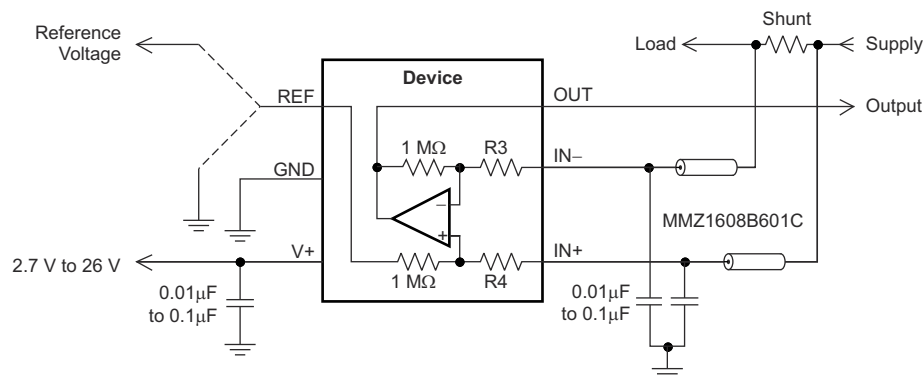 Shunt
Reference
Voltage
Load
Supply
Device
REF
OUT
Output
1 MΩ
R3
IN−
GND
−
MMZ1608B601C
+
V+
IN+
2.7 V to 26 V
1 MΩ
R4
0.01µF
to 0.1µF
0.01µF
to 0.1µF